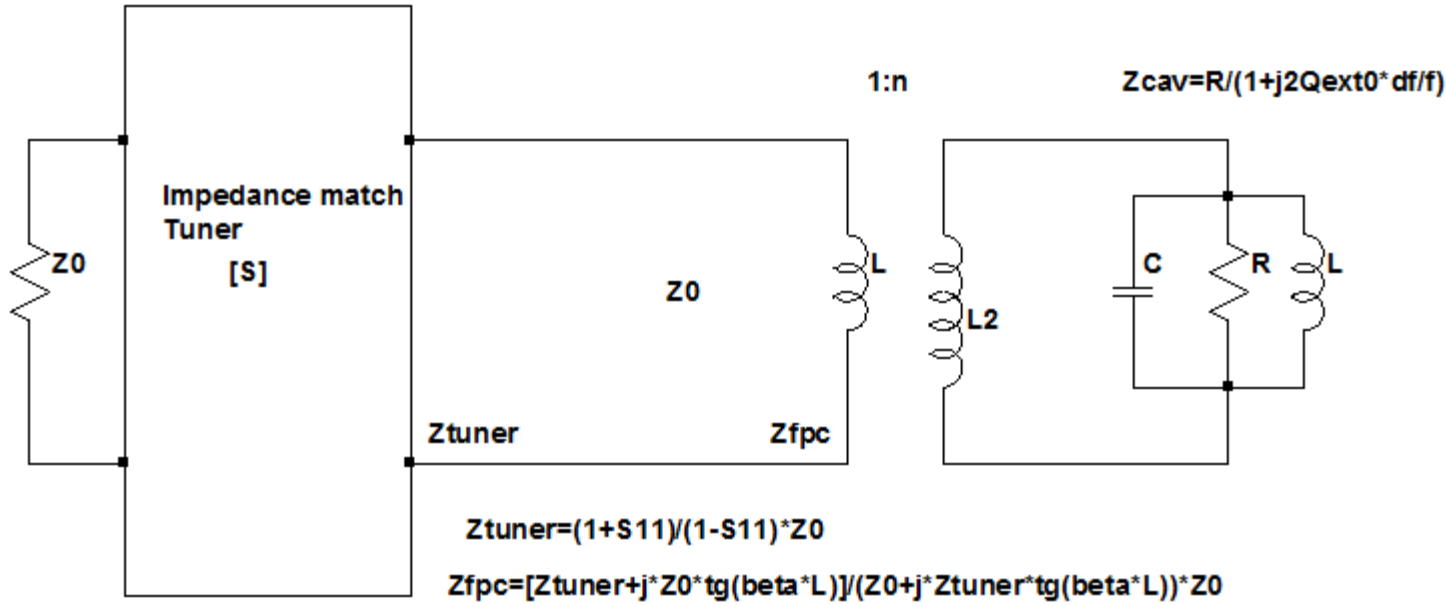 1:n
Zcav=R/(1+j2Qext0*df/f)
Impedance match
Tuner
[S]
Z0
Z0
L
L2
C
R
L
Ztuner
Zfpc
Ztuner=(1+S11)/(1-S11)*Z0
Zfpc=[Ztuner+j*Z0*tg(beta*L)]/(Z0+j*Ztuner*tg(beta*L))*Z0